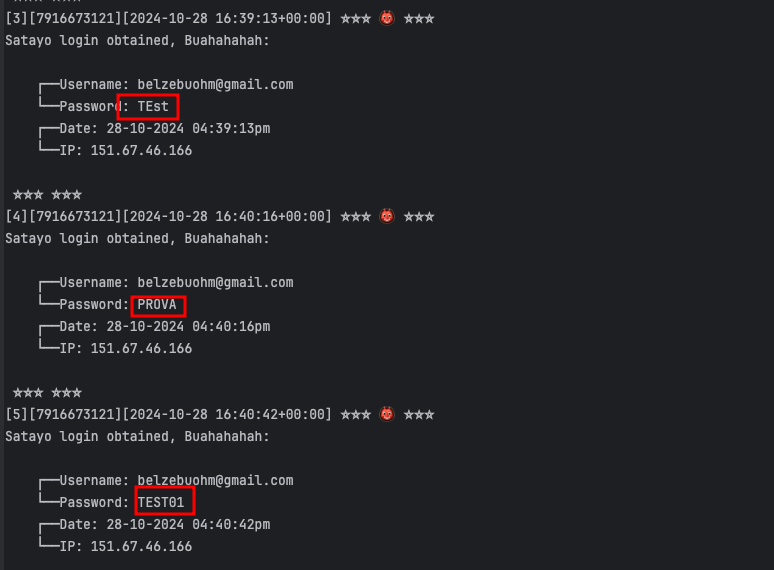 [3][7916673121][2024-10-28 16:39:13+00:00] ☆☆☆ 👹 ☆☆☆
Satayo login obtained, Buahahahah:
┌──Username: belzebuohm@gmail.com
└──Password: TEst
┌──Date: 28-10-2024 04:39:13pm
└──IP: 151.67.46.166
☆☆☆ ☆☆☆
[4][7916673121][2024-10-28 16:40:16+00:00] ☆☆☆ 👹 ☆☆☆
Satayo login obtained, Buahahahah:
┌──Username: belzebuohm@gmail.com
└──Password: PROVA
┌──Date: 28-10-2024 04:40:16pm
└──IP: 151.67.46.166
☆☆☆ ☆☆☆
[5][7916673121][2024-10-28 16:40:42+00:00] ☆☆☆ 👹 ☆☆☆
Satayo login obtained, Buahahahah:
┌──Username: belzebuohm@gmail.com
└──Password: TEST01
┌──Date: 28-10-2024 04:40:42pm
└──IP: 151.67.46.166